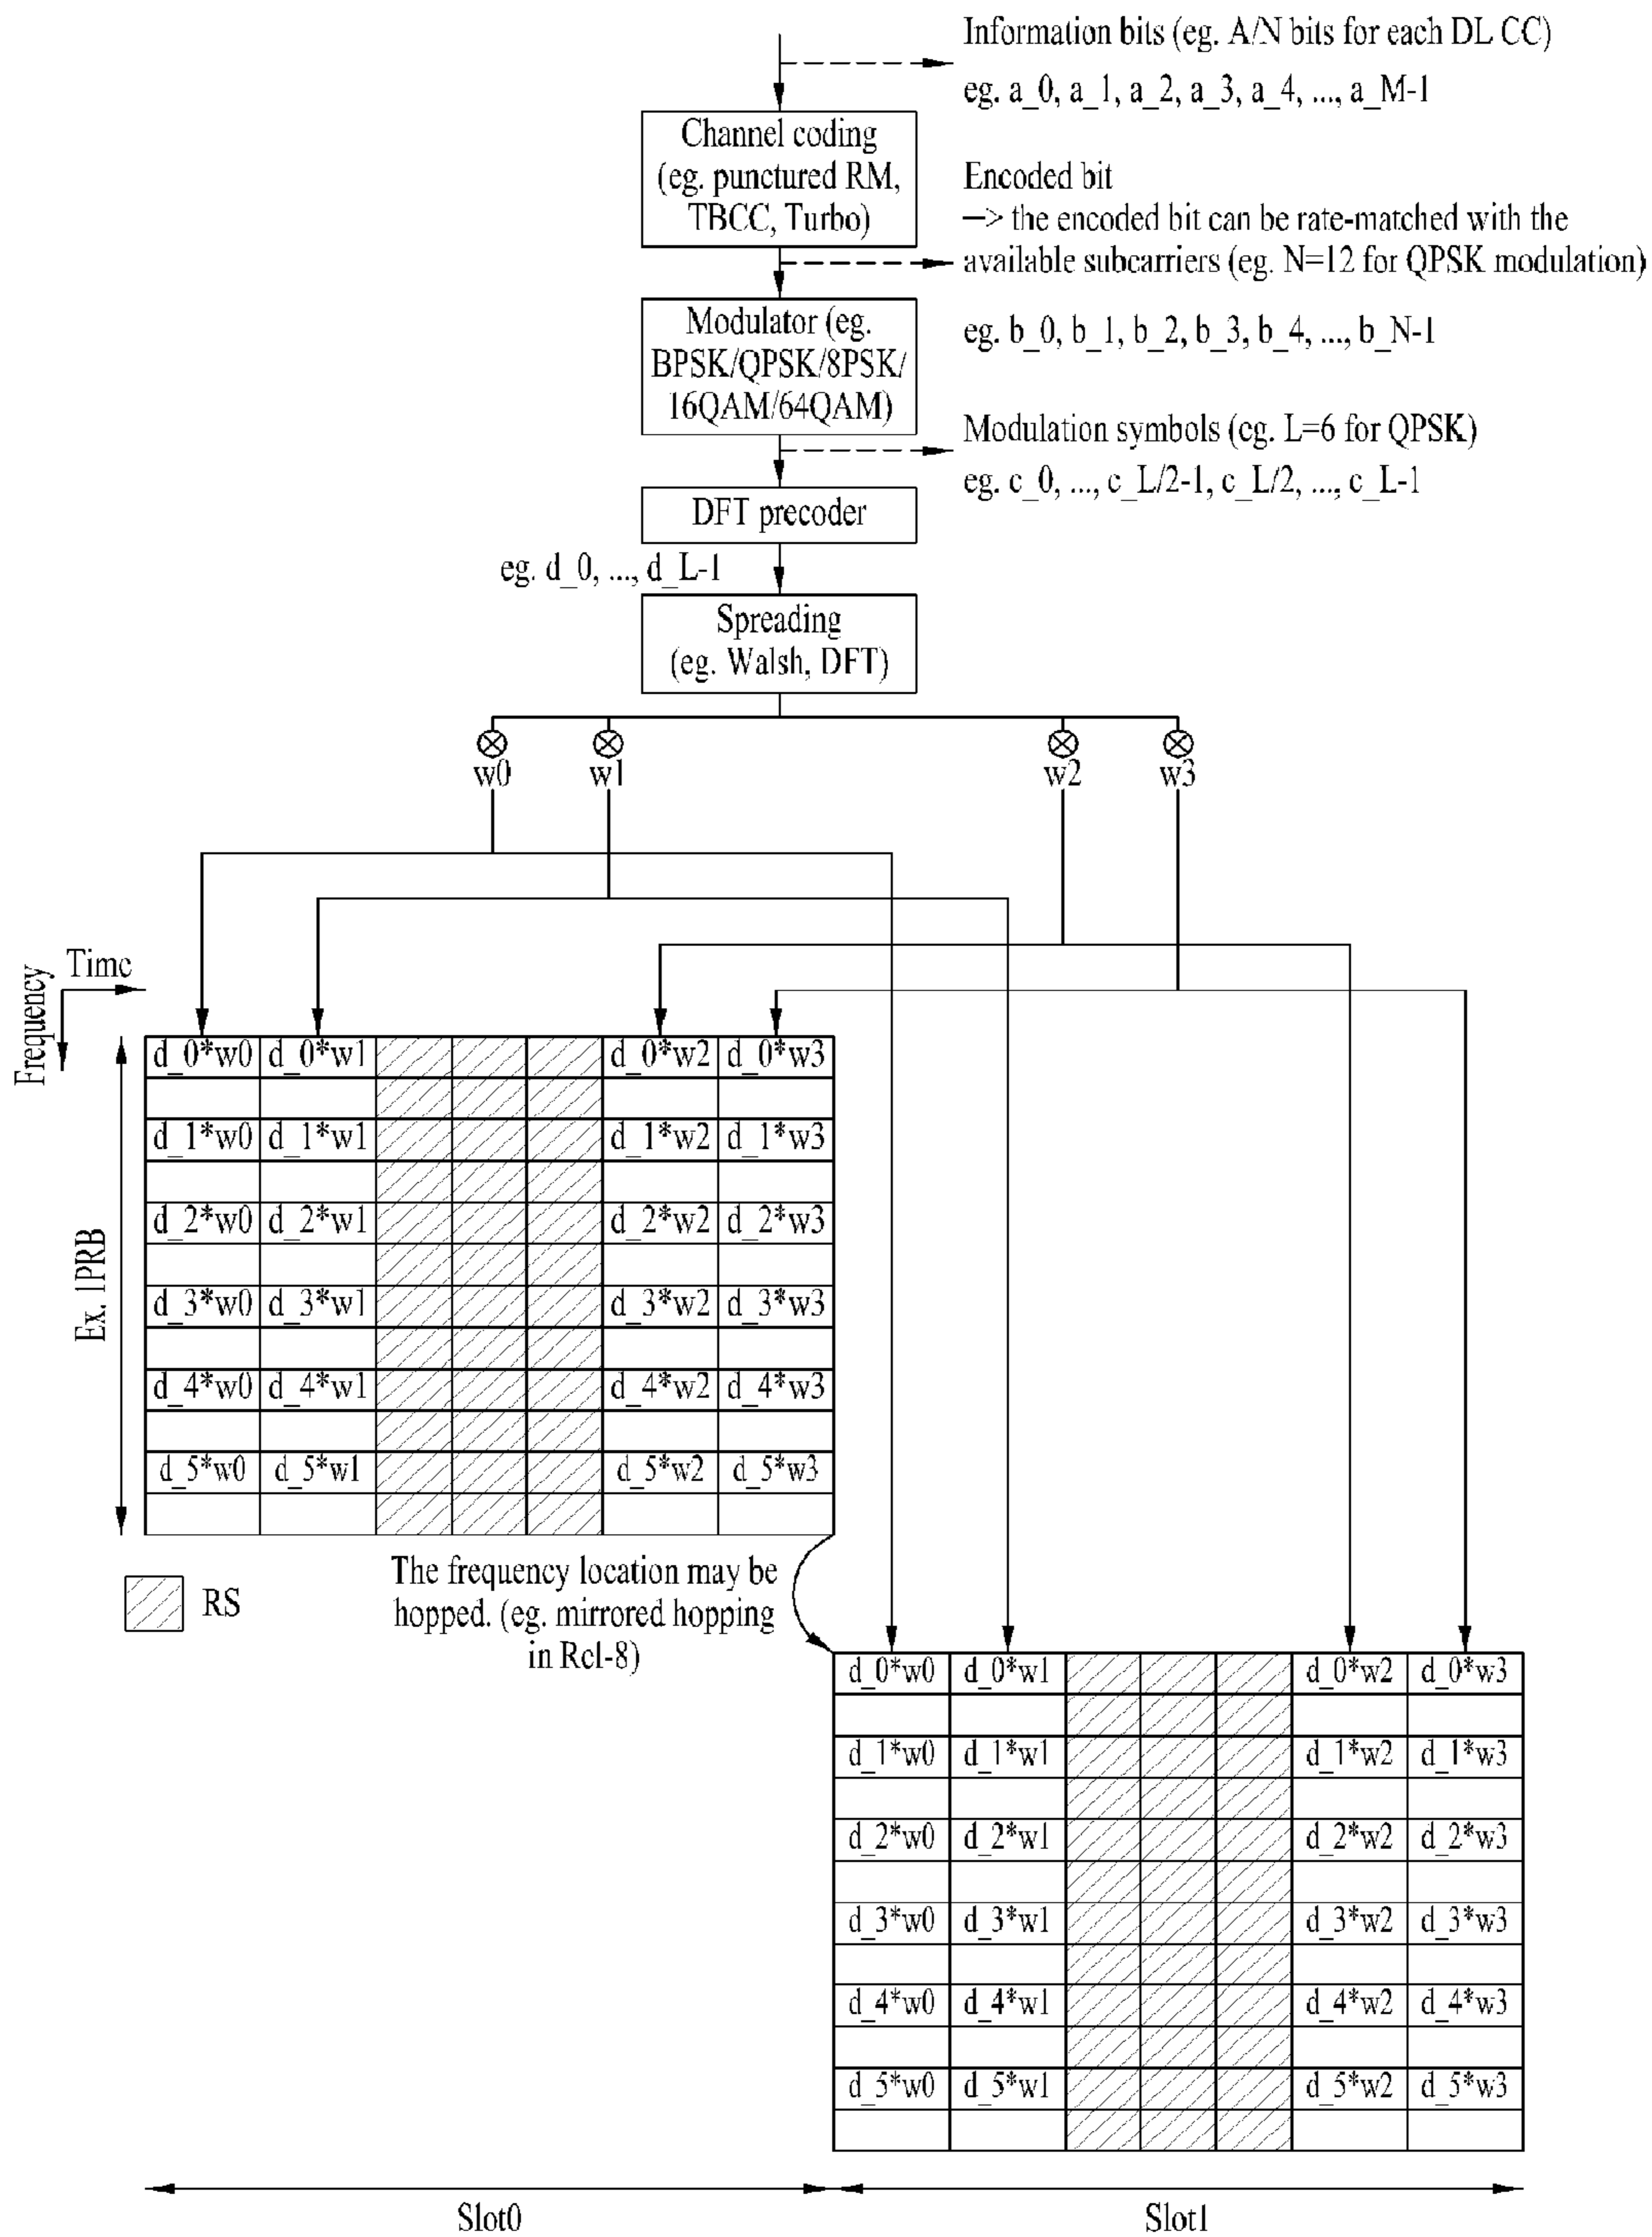 Information bits (eg. A/N bits for each DL CC)
eg. a_0, a_1, a_2, a_3, a_4, ..., a_M-1
Channel coding
(eg. punctured RM,
TBCC, Turbo)
Encoded bit
—> the encoded bit can be rate-matched with the
available subcarriers (eg. N=12 for QPSK modulation)
eg. b_0, b_1, b_2, b_3, b_4, ..., b_N-1
Modulator (eg.
BPSK/QPSK/8PSK/
16QAM/64QAM)
Modulation symbols (eg. L=6 for QPSK)
eg. c_0, ..., c_L/2-1, c_L/2, ..., c_L-1
DFT precoder
eg. d_0, ..., d_L-1
Spreading
(eg. Walsh, DFT)
w0 w1 w2 w3
Time
Frequency
Ex. 1PRB
d_0*w0 d_0*w1 d_0*w2 d_0*w3
d_1*w0 d_1*w1 d_1*w2 d_1*w3
d_2*w0 d_2*w1 d_2*w2 d_2*w3
d_3*w0 d_3*w1 d_3*w2 d_3*w3
d_4*w0 d_4*w1 d_4*w2 d_4*w3
d_5*w0 d_5*w1 d_5*w2 d_5*w3
RS
The frequency location may be
hopped. (eg. mirrored hopping
in Rel-8)
d_0*w0 d_0*w1 d_0*w2 d_0*w3
d_1*w0 d_1*w1 d_1*w2 d_1*w3
d_2*w0 d_2*w1 d_2*w2 d_2*w3
d_3*w0 d_3*w1 d_3*w2 d_3*w3
d_4*w0 d_4*w1 d_4*w2 d_4*w3
d_5*w0 d_5*w1 d_5*w2 d_5*w3
Slot0 Slot1